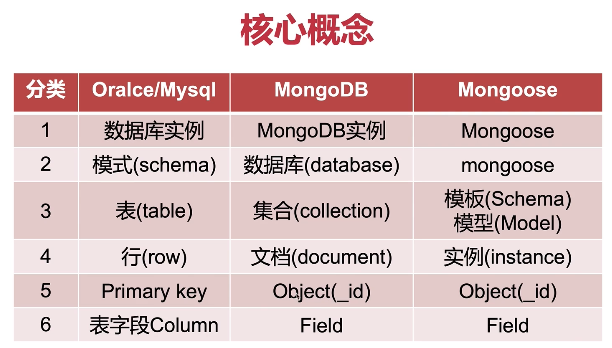 核心概念
分类 Oralce/Mysql MongoDB Mongoose
1 数据库实例 MongoDB实例 Mongoose
2 模式(schema) 数据库(database) mongoose
3 表(table) 集合(collection) 模板(Schema)
模型(Model)
4 行(row) 文档(document) 实例(instance)
5 Primary key Object(_id) Object(_id)
6 表字段Column Field Field